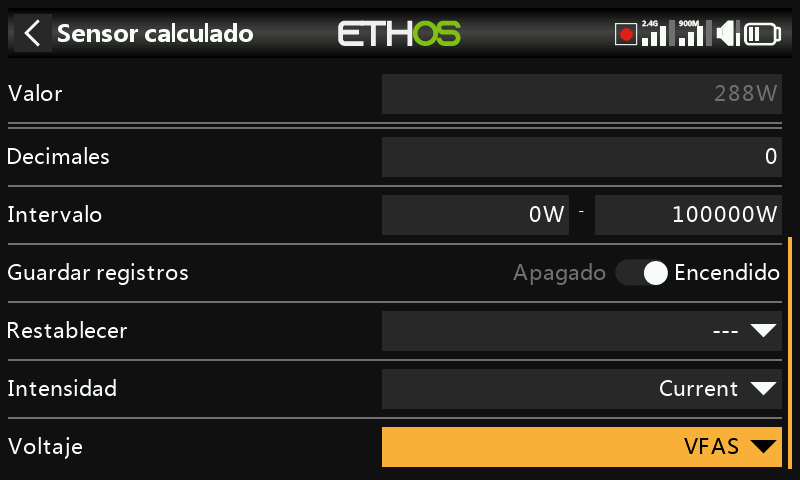 Sensor calculado ETHOS 2.4G 900M
Valor 288W
Decimales 0
Intervalo 0W - 100000W
Guardar registros Apagado Encendido
Restablecer ---
Intensidad Current
Voltaje VFAS